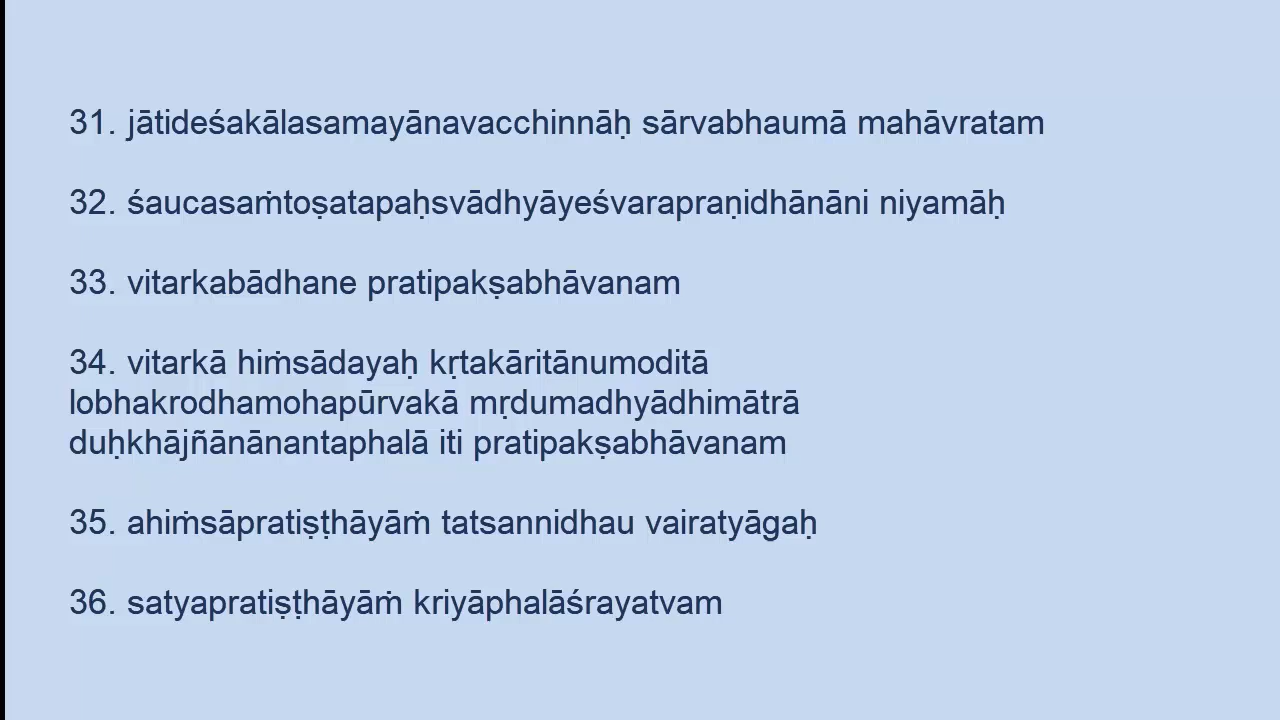 31. jātideśakālasamayānavacchinnāḥ sārvabhaumā mahāvratam
32. śaucasaṁtoṣatapaḥsvādhyāyeśvarapraṇidhānāni niyamāḥ
33. vitarkabādhane pratipakṣabhāvanam
34. vitarkā hiṁsādayaḥ kṛtakāritānumoditā
lobhakrodhamohapūrvakā mṛdumadhyādhimātrā
duḥkhājñānānantaphalā iti pratipakṣabhāvanam
35. ahiṁsāpratiṣṭhāyāṁ tatsannidhau vairatyāgaḥ
36. satyapratiṣṭhāyāṁ kriyāphalāśrayatvam